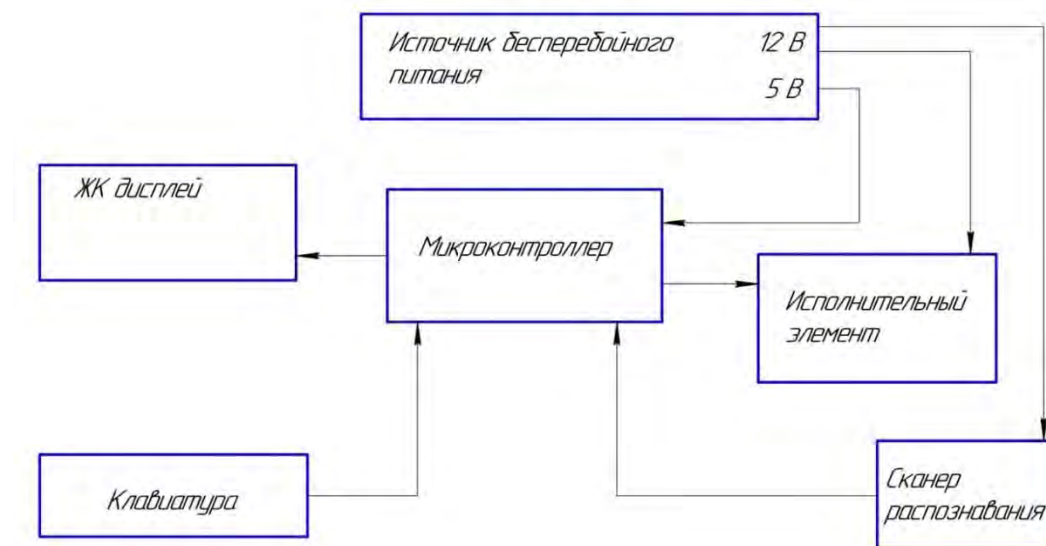 Источник бесперебойного 12 В
питания
5 В
ЖК дисплей
Микроконтроллер
Исполнительный
элемент
Клавиатура
Сканер
распознавания